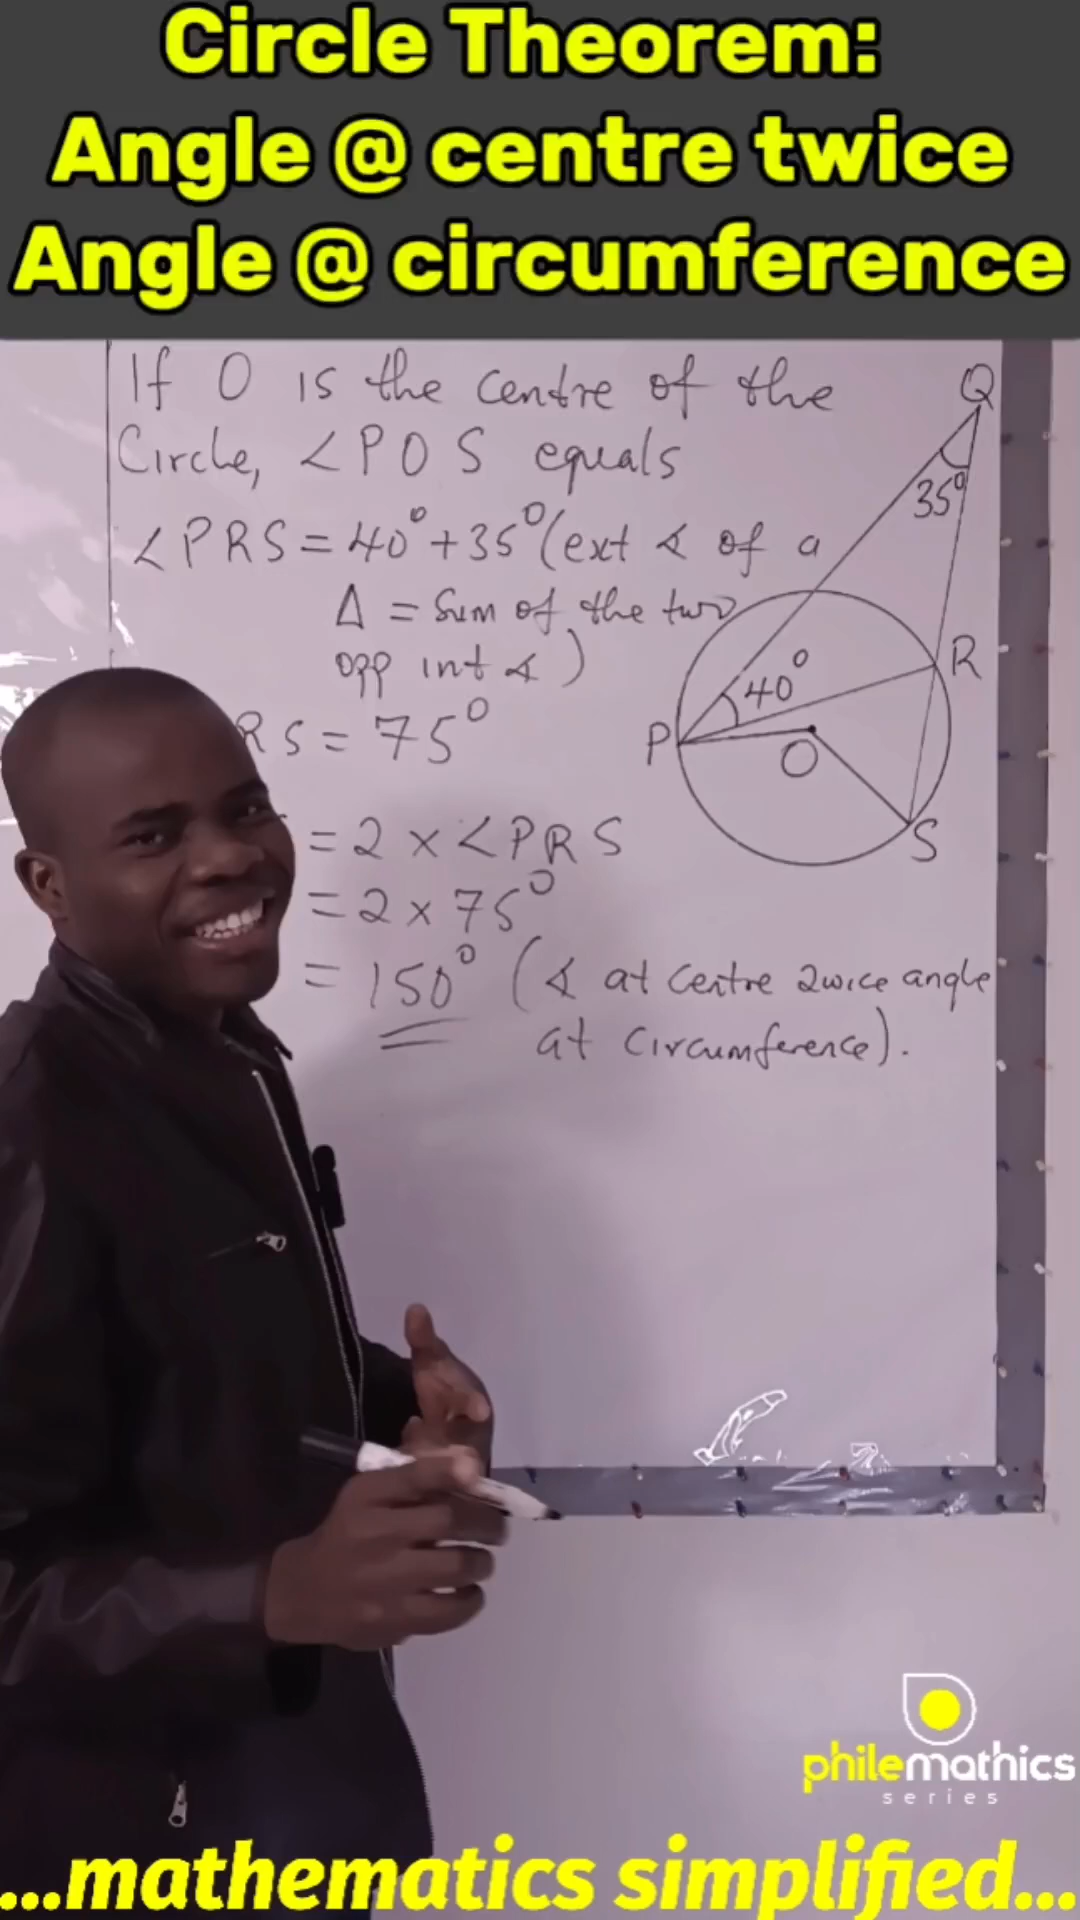 Circle Theorem:
Angle @ centre twice
Angle @ circumference
If O is the centre of the
Circle, <POS equals
<PRS = 40° + 35° (ext ∢ of a
Δ = Sum of the two
opp int ∢)
RS = 75°
= 2 × <PRS
= 2 × 75°
= 150° (∢ at Centre 2wice angle
at Circumference).
Q
35°
R
40°
P
O
S
philemathics
series
...mathematics simplified...